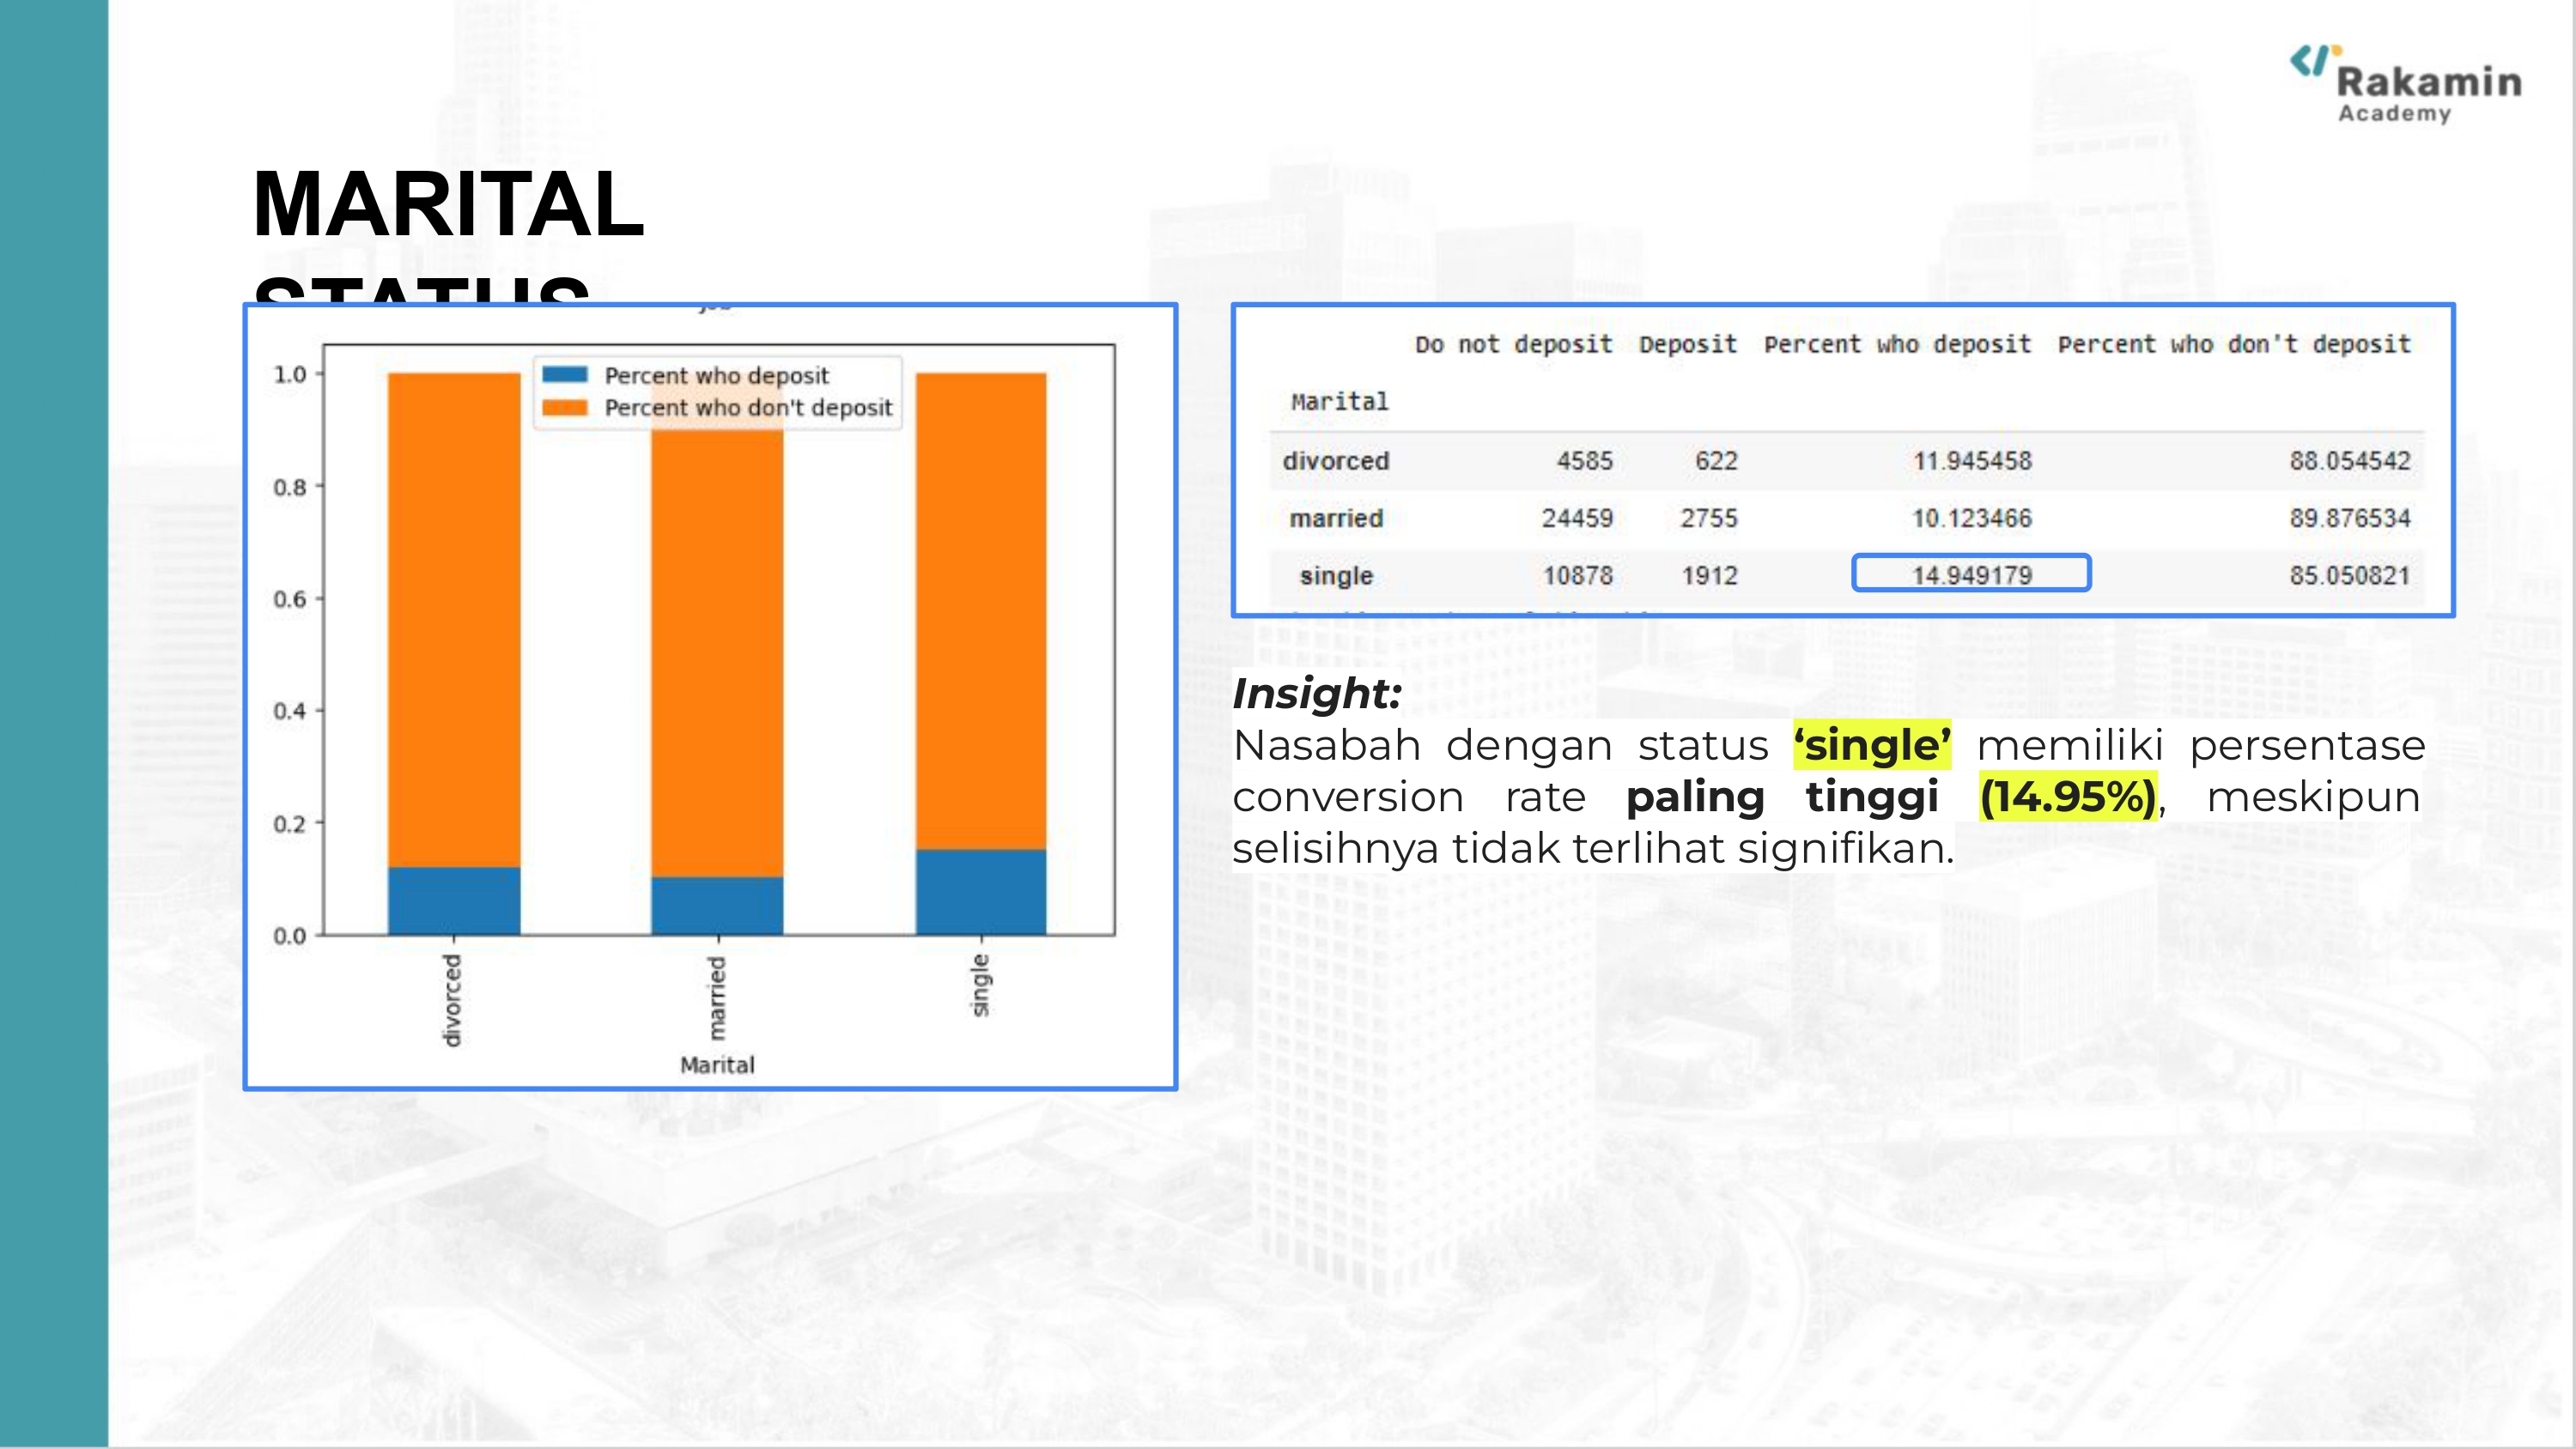 Rakamin
Academy
MARITAL
STATUS
1.0
0.8
0.6
0.4
0.2
0.0
Percent who deposit
Percent who don't deposit
divorced
married
single
Marital
Do not deposit Deposit Percent who deposit Percent who don't deposit
Marital
divorced 4585 622 11.945458 88.054542
married 24459 2755 10.123466 89.876534
single 10878 1912 14.949179 85.050821
Insight:
Nasabah dengan status ‘single’ memiliki persentase
conversion rate paling tinggi (14.95%), meskipun
selisihnya tidak terlihat signifikan.